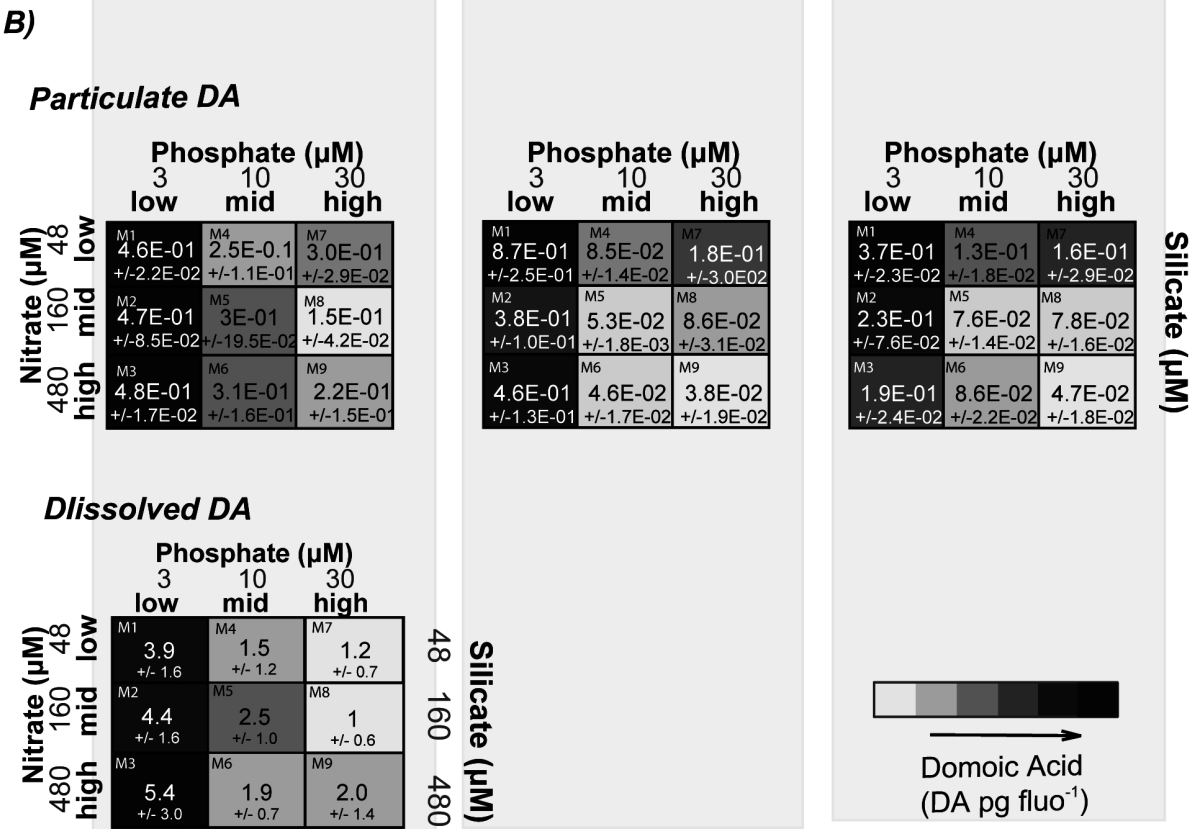 B)
Particulate DA
Phosphate (µM) Phosphate (µM) Phosphate (µM)
3 10 30 3 10 30 3 10 30
low mid high low mid high low mid high
Nitrate (µM)
48 low
160 mid
480 high
M1 M4 M7
4.6E-01 2.5E-0.1 3.0E-01
+/-2.2E-02 +/-1.1E-01 +/-2.9E-02
M2 M5 M8
4.7E-01 3E-01 1.5E-01
+/-8.5E-02 +/-19.5E-02 +/-4.2E-02
M3 M6 M9
4.8E-01 3.1E-01 2.2E-01
+/-1.7E-02 +/-1.6E-01 +/-1.5E-01
M1 M4 M7
8.7E-01 8.5E-02 1.8E-01
+/-2.5E-01 +/-1.4E-02 +/-3.0E02
M2 M5 M8
3.8E-01 5.3E-02 8.6E-02
+/-1.0E-01 +/-1.8E-03 +/-3.1E-02
M3 M6 M9
4.6E-01 4.6E-02 3.8E-02
+/-1.3E-01 +/-1.7E-02 +/-1.9E-02
M1 M4 M7
3.7E-01 1.3E-01 1.6E-01
+/-2.3E-02 +/-1.8E-02 +/-2.9E-02
M2 M5 M8
2.3E-01 7.6E-02 7.8E-02
+/-7.6E-02 +/-1.4E-02 +/-1.6E-02
M3 M6 M9
1.9E-01 8.6E-02 4.7E-02
+/-2.4E-02 +/-2.2E-02 +/-1.8E-02
Silicate (µM)
DIissolved DA
Phosphate (µM)
3 10 30
low mid high
Nitrate (µM)
48 low
160 mid
480 high
M1 M4 M7
3.9 1.5 1.2
+/- 1.6 +/- 1.2 +/- 0.7
M2 M5 M8
4.4 2.5 1
+/- 1.6 +/- 1.0 +/- 0.6
M3 M6 M9
5.4 1.9 2.0
+/- 3.0 +/- 0.7 +/- 1.4
48 160 480
Silicate (µM)
Domoic Acid
(DA pg fluo⁻¹)